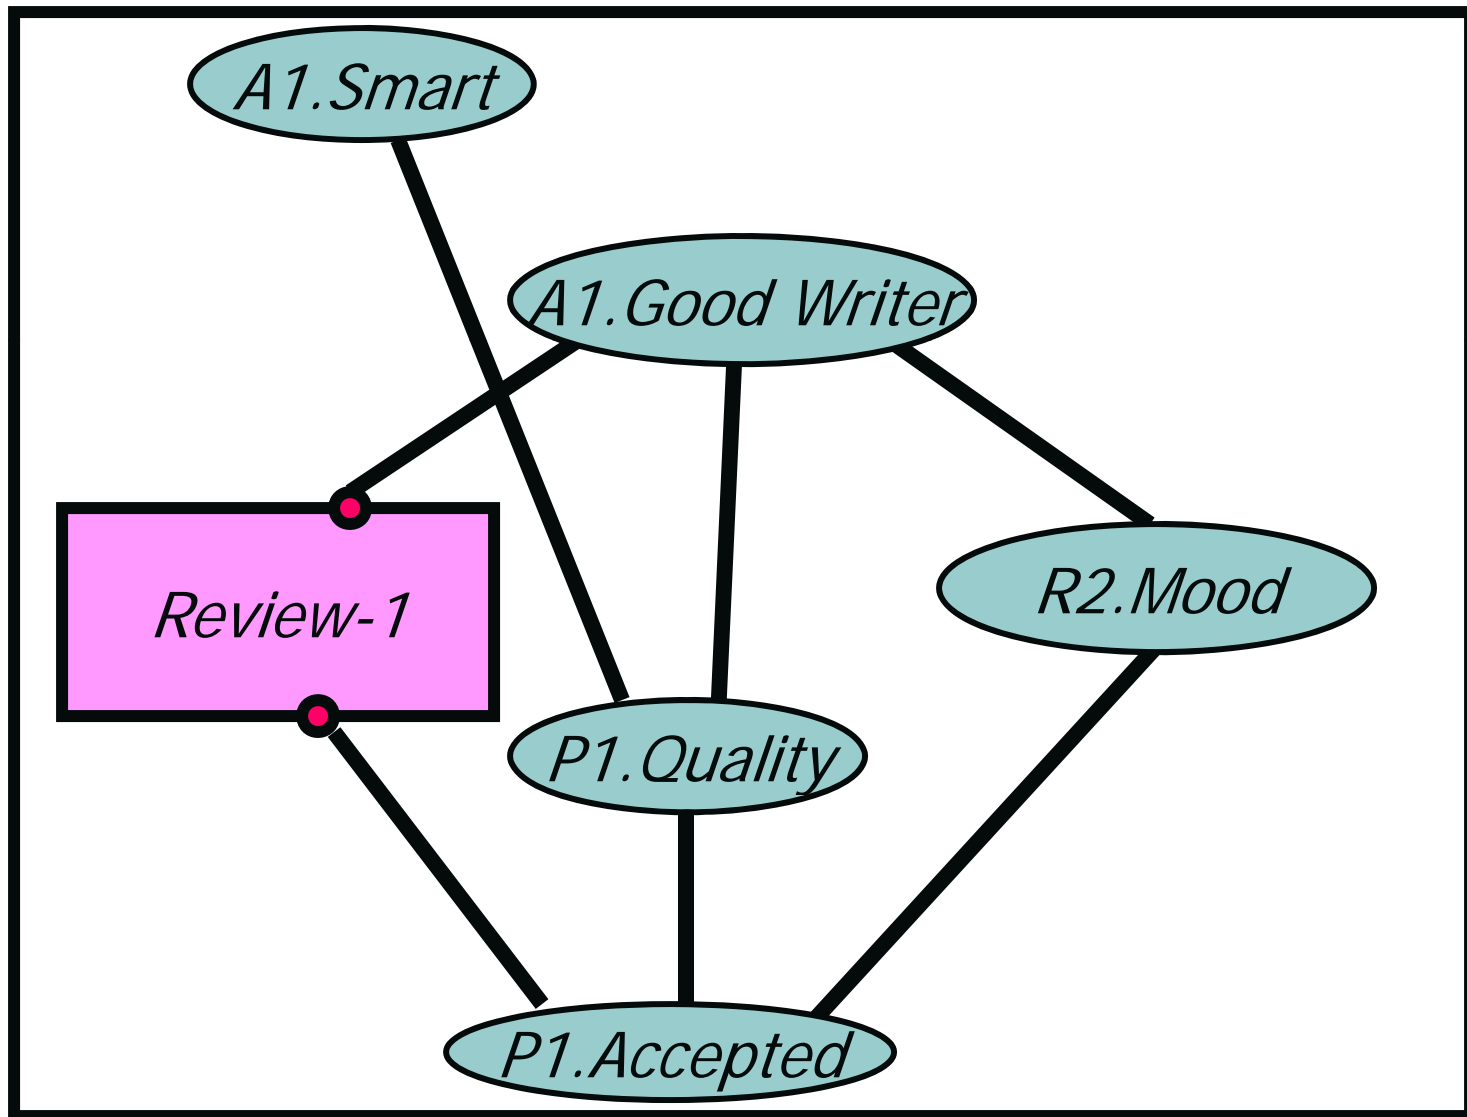 A1.Smart
A1.Good Writer
R2.Mood
Review-1
P1.Quality
P1.Accepted